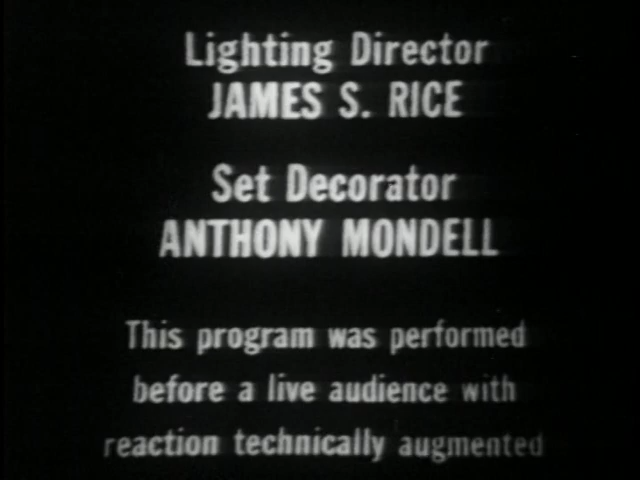 Lighting Director
JAMES S. RICE
Set Decorator
ANTHONY MONDELL
This program was performed
before a live audience with
reaction technically augmented